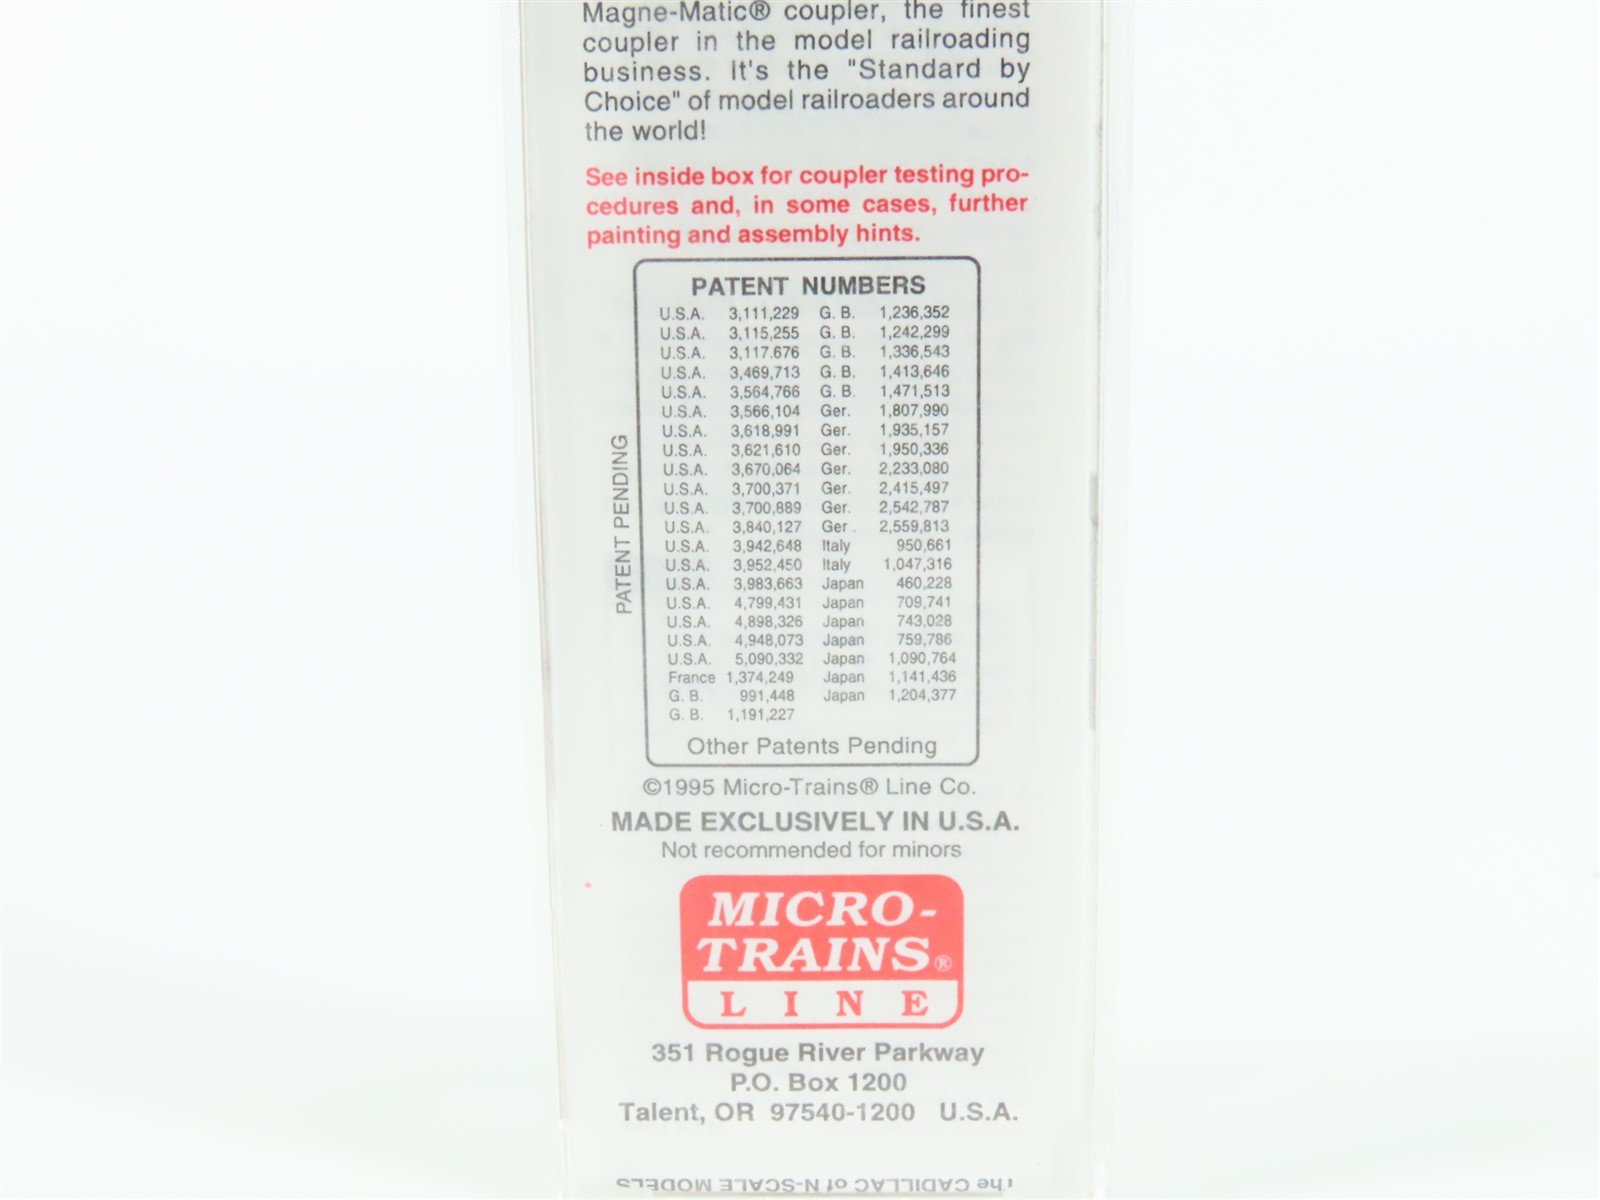 Magne-Matic® coupler, the finest
coupler in the model railroading
business. It's the "Standard by
Choice" of model railroaders around
the world!
See inside box for coupler testing pro-
cedures and, in some cases, further
painting and assembly hints.
PATENT PENDING
PATENT NUMBERS
U.S.A. 3,111,229 G. B. 1,236,352
U.S.A. 3,115,255 G. B. 1,242,299
U.S.A. 3,117.676 G. B. 1,336,543
U.S.A. 3,469,713 G. B. 1,413,646
U.S.A. 3,564,766 G. B. 1,471,513
U.S.A. 3,566,104 Ger. 1,807,990
U.S.A. 3,618,991 Ger. 1,935,157
U.S.A. 3,621,610 Ger. 1,950,336
U.S.A. 3,670,064 Ger. 2,233,080
U.S.A. 3,700,371 Ger. 2,415,497
U.S.A. 3,700,889 Ger. 2,542,787
U.S.A. 3,840,127 Ger . 2,559,813
U.S.A. 3,942,648 Italy 950,661
U.S.A. 3,952,450 Italy 1,047,316
U.S.A. 3,983,663 Japan 460,228
U.S.A. 4,799,431 Japan 709,741
U.S.A. 4,898,326 Japan 743,028
U.S.A. 4,948,073 Japan 759,786
U.S.A. 5,090,332 Japan 1,090,764
France 1,374,249 Japan 1,141,436
G. B. 991,448 Japan 1,204,377
G. B. 1,191,227
Other Patents Pending
©1995 Micro-Trains® Line Co.
MADE EXCLUSIVELY IN U.S.A.
Not recommended for minors
MICRO-
TRAINS®
LINE
351 Rogue River Parkway
P.O. Box 1200
Talent, OR 97540-1200 U.S.A.
The CADILLAC of N-SCALE MODELS